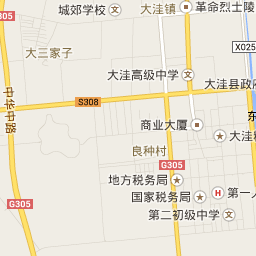 城郊学校
大洼镇
革命烈士陵
大三家子
X025
大洼高级中学
中华中路
大洼县政府
S308
东
商业大厦
大洼
良种村
G305
地方税务局
国家税务局
第一人
G305
第二初级中学